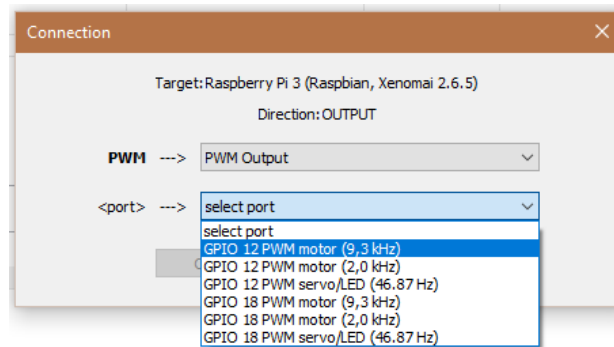 Connection
Target:Raspberry Pi 3 (Raspbian, Xenomai 2.6.5)
Direction:OUTPUT
PWM ---> PWM Output
<port> ---> select port
select port
GPIO 12 PWM motor (9,3 kHz)
GPIO 12 PWM motor (2,0 kHz)
GPIO 12 PWM servo/LED (46.87 Hz)
GPIO 18 PWM motor (9,3 kHz)
GPIO 18 PWM motor (2,0 kHz)
GPIO 18 PWM servo/LED (46.87 Hz)